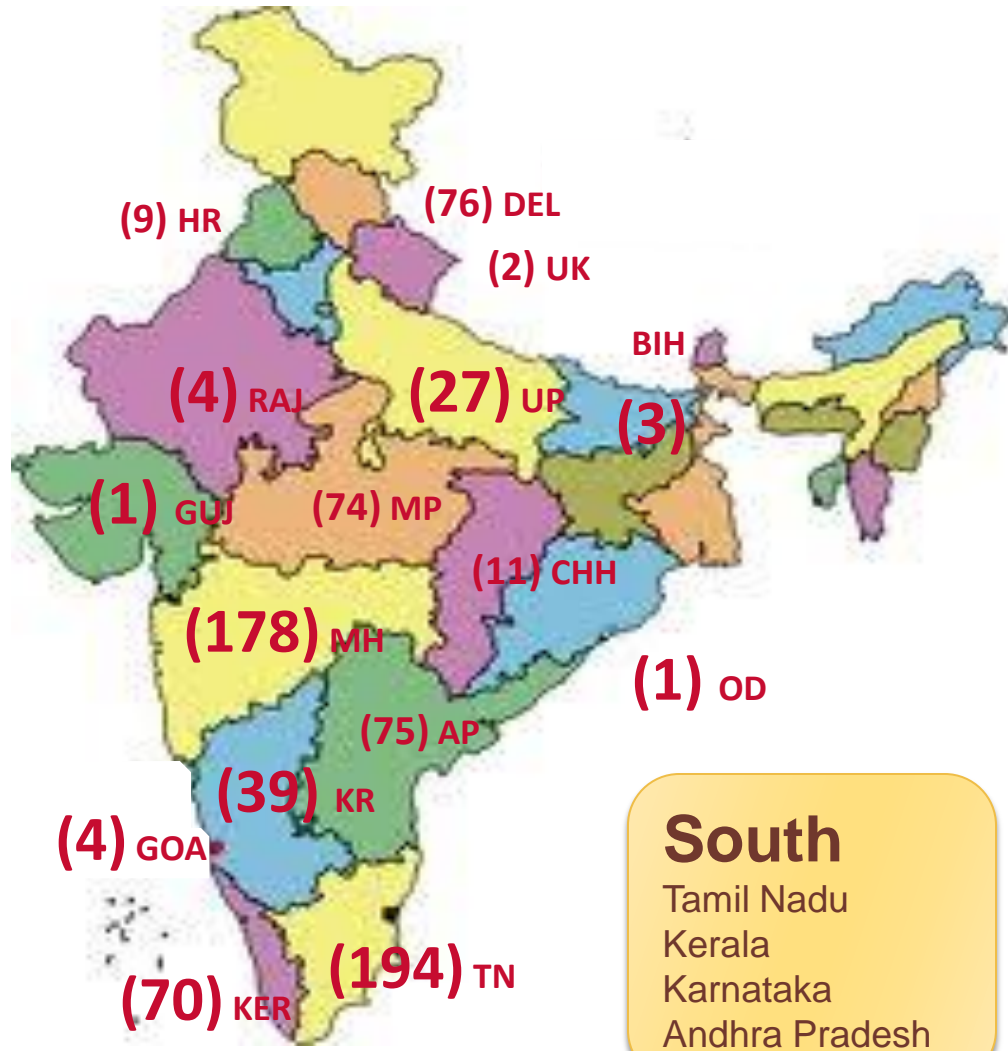 (76) DEL
(9) HR
(2) UK
BIH
(4) RAJ
(27) UP
(3)
(1) GUJ
(74) MP
(11) CHH
(178) MH
(1) OD
(75) AP
(39) KR
(4) GOA
(194) TN
(70) KER
South
Tamil Nadu
Kerala
Karnataka
Andhra Pradesh